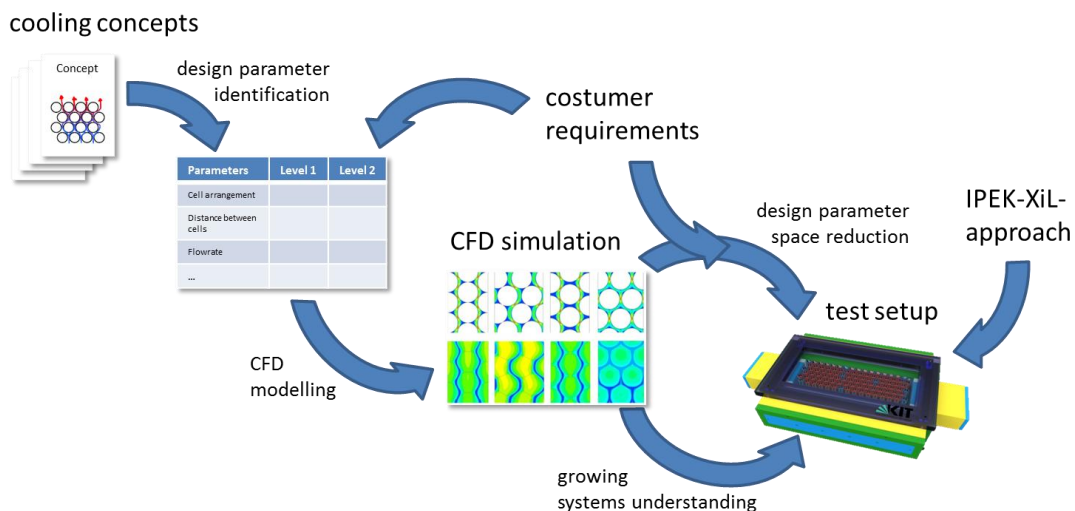 cooling concepts
Concept
design parameter
identification
costumer
requirements
Parameters Level 1 Level 2
Cell arrangement
Distance between
cells
Flowrate
...
CFD simulation
design parameter
space reduction
IPEK-XiL-
approach
test setup
CFD
modelling
KIT
growing
systems understanding